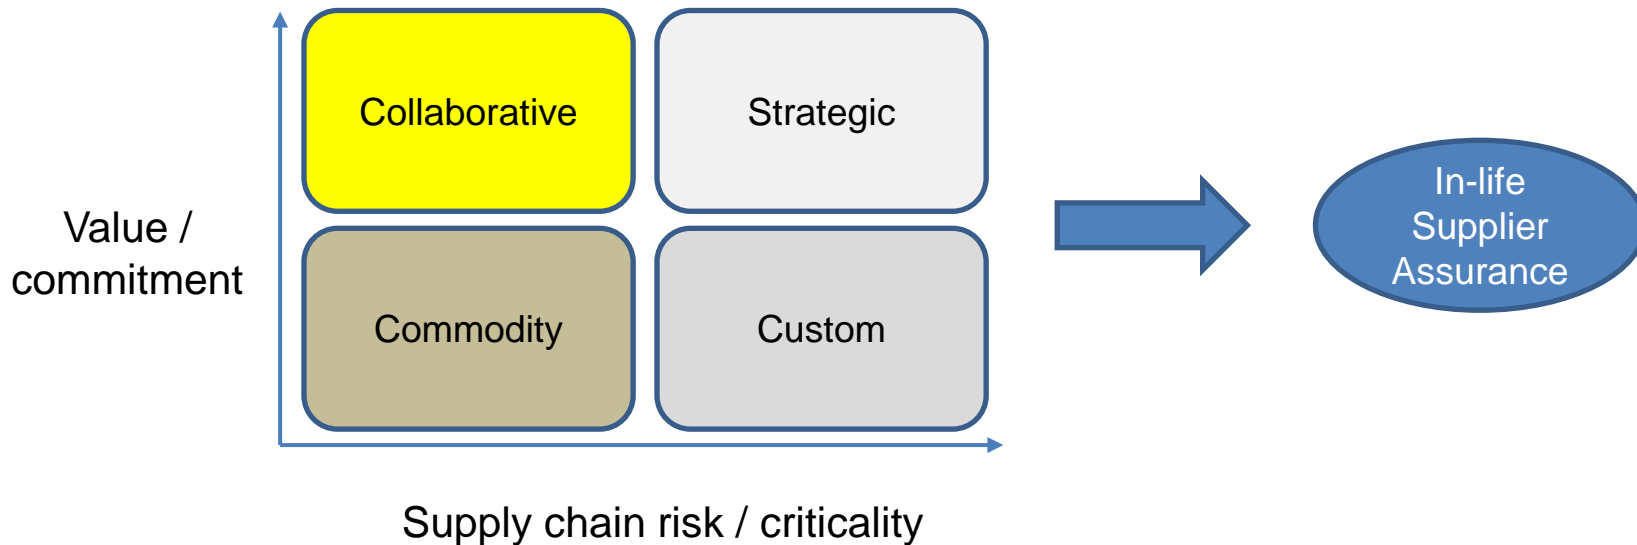 Collaborative
Strategic
Value /
commitment
Commodity
Custom
In-life
Supplier
Assurance
Supply chain risk / criticality